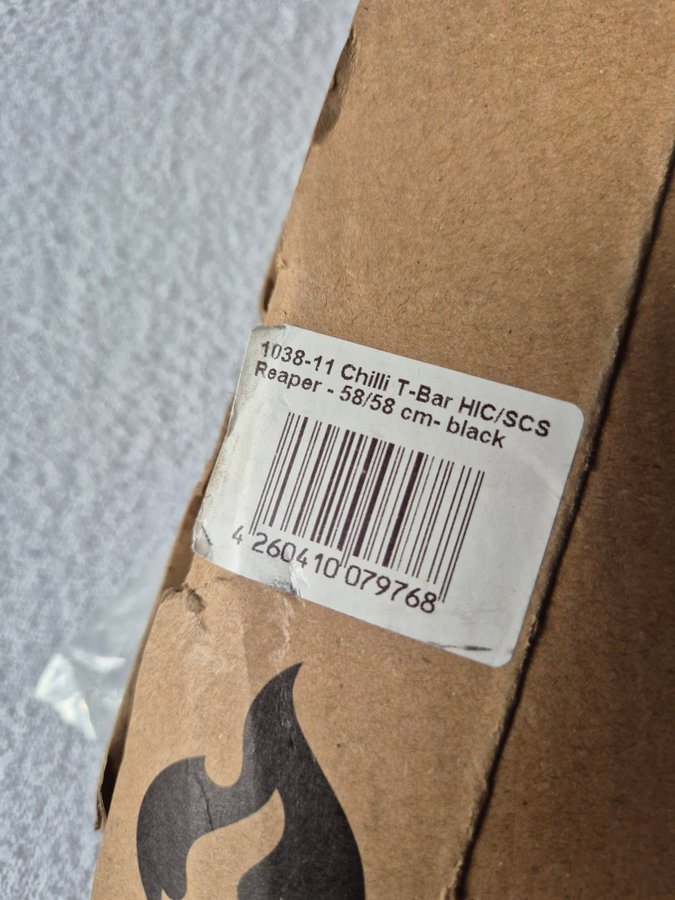 1038-11 Chilli T-Bar HIC/SCS
Reaper - 58/58 cm- black
4 260410 079768